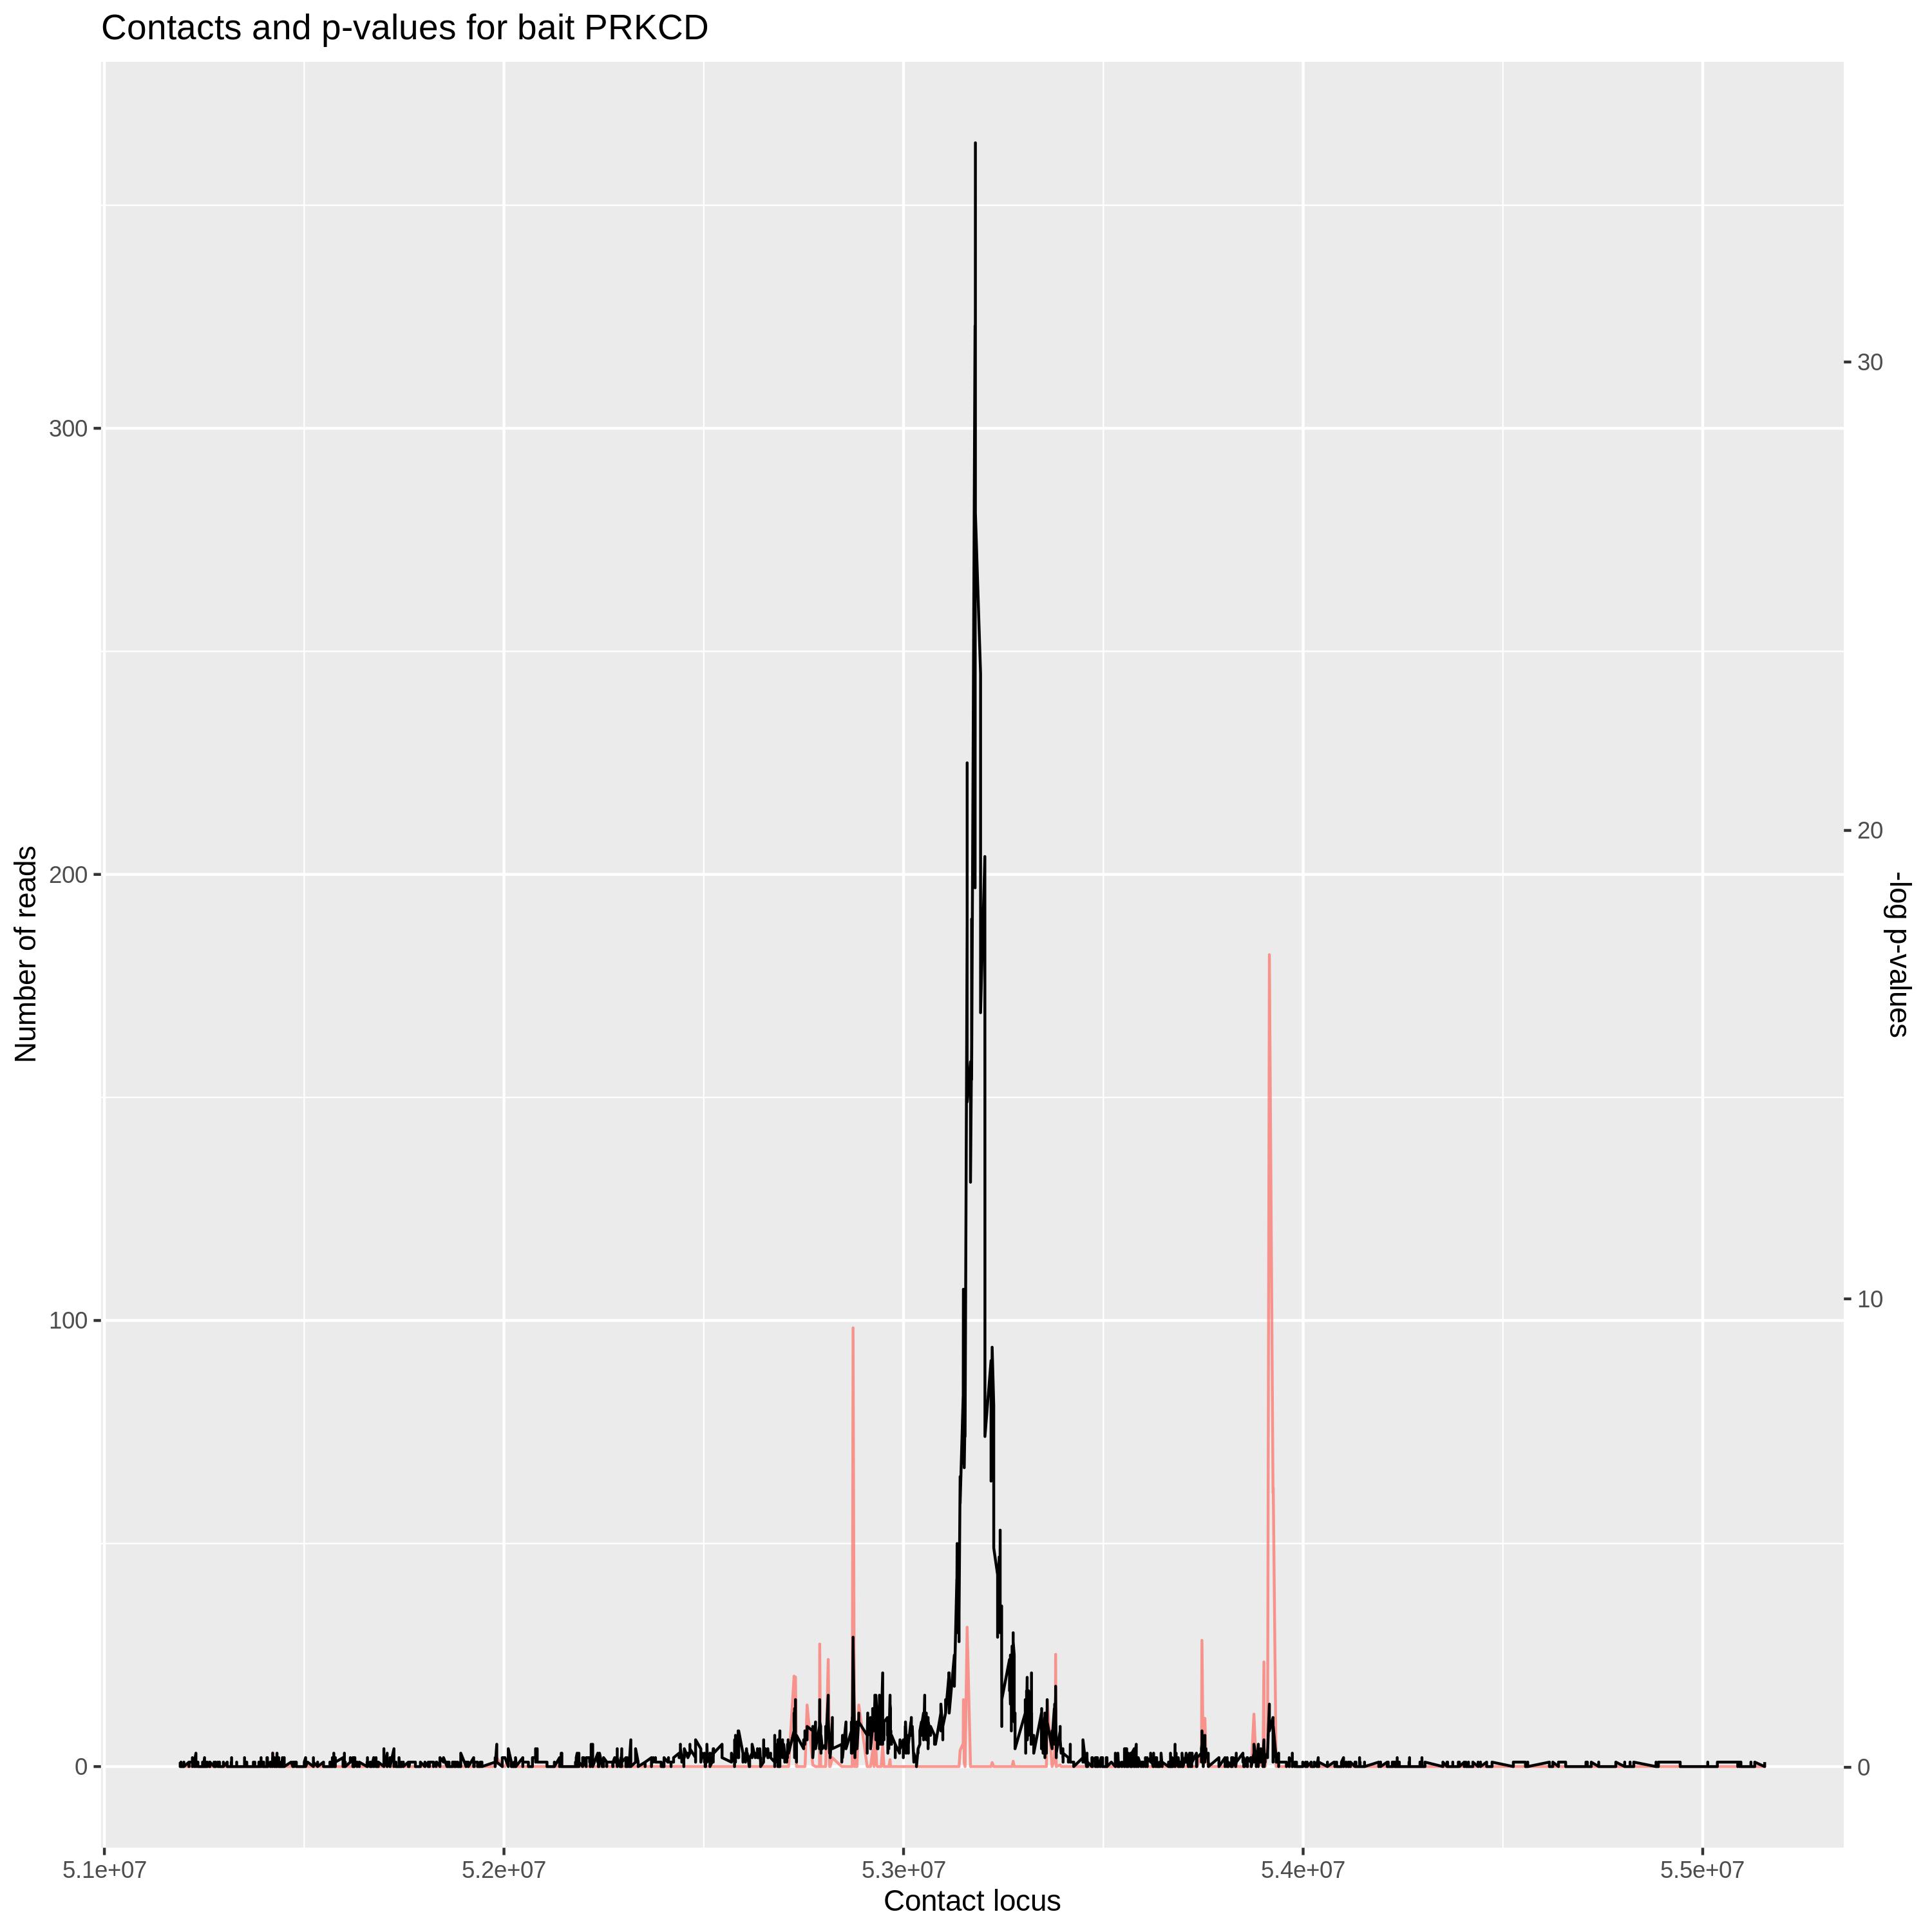 Contacts and p-values for bait PRKCD
Number of reads
300
200
100
0
30
20
10
0
-log p-values
5.1e+07
5.2e+07
5.3e+07
5.4e+07
5.5e+07
Contact locus